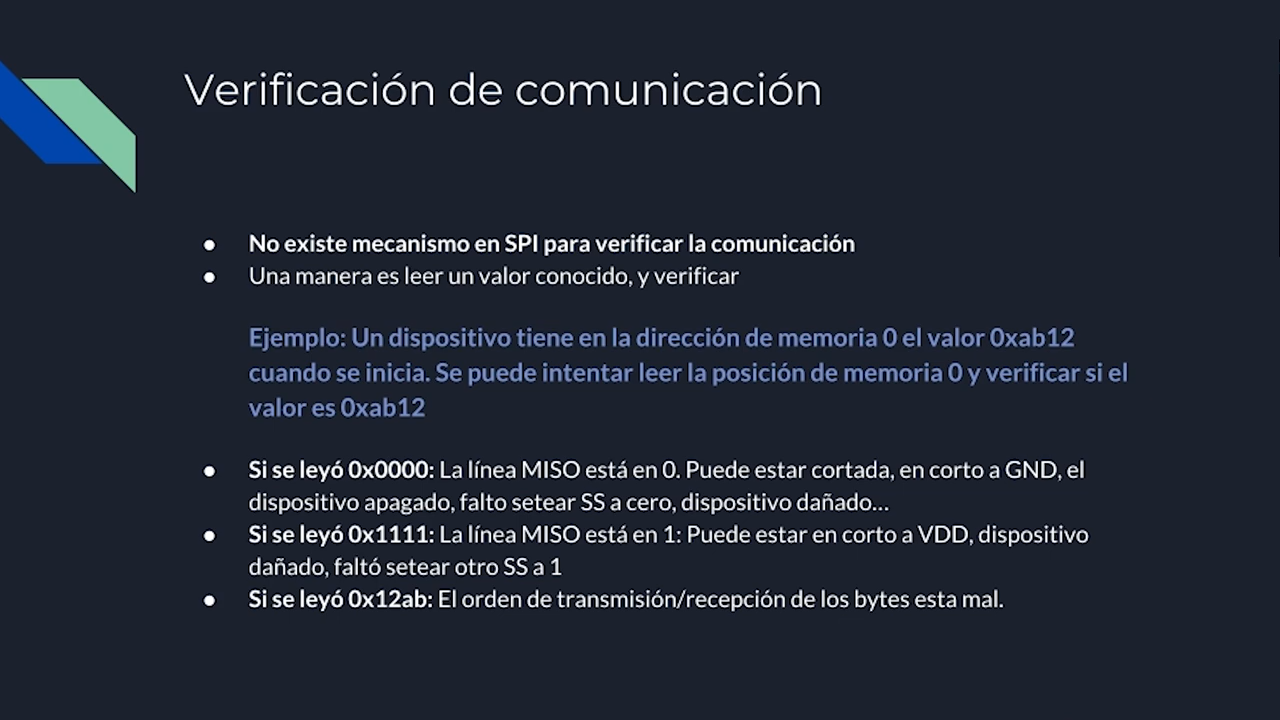 Verificación de comunicación
● No existe mecanismo en SPI para verificar la comunicación
● Una manera es leer un valor conocido, y verificar
Ejemplo: Un dispositivo tiene en la dirección de memoria 0 el valor 0xab12
cuando se inicia. Se puede intentar leer la posición de memoria 0 y verificar si el
valor es 0xab12
● Si se leyó 0x0000: La línea MISO está en 0. Puede estar cortada, en corto a GND, el
dispositivo apagado, falto setear SS a cero, dispositivo dañado...
● Si se leyó 0x1111: La línea MISO está en 1: Puede estar en corto a VDD, dispositivo
dañado, faltó setear otro SS a 1
● Si se leyó 0x12ab: El orden de transmisión/recepción de los bytes esta mal.